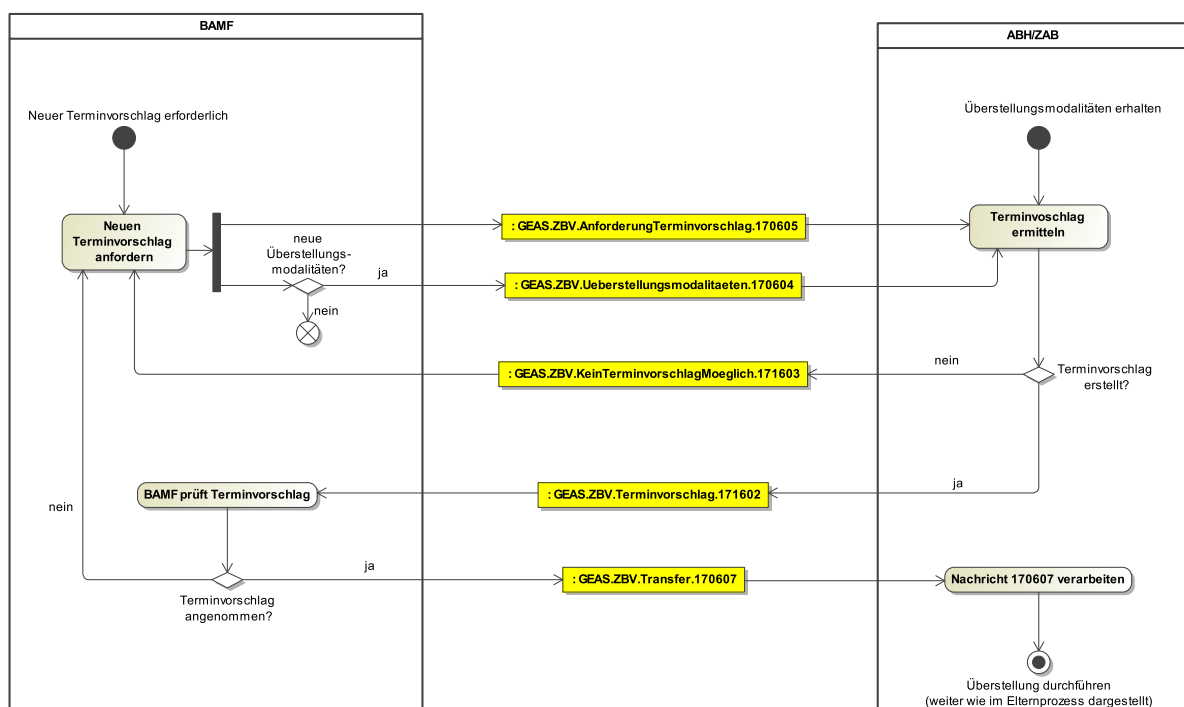 BAMF
ABH/ZAB
Neuer Terminvorschlag erforderlich
Überstellungsmodalitäten erhalten
Neuen
Terminvorschlag
anfordern
neue
Überstellungs-
modalitäten?
ja
nein
: GEAS.ZBV.AnforderungTerminvorschlag.170605
: GEAS.ZBV.Ueberstellungsmodalitaeten.170604
Terminvoschlag
ermitteln
: GEAS.ZBV.KeinTerminvorschlagMoeglich.171603
nein
Terminvorschlag
erstellt?
ja
BAMF prüft Terminvorschlag
: GEAS.ZBV.Terminvorschlag.171602
nein
ja
Terminvorschlag
angenommen?
: GEAS.ZBV.Transfer.170607
Nachricht 170607 verarbeiten
Überstellung durchführen
(weiter wie im Elternprozess dargestellt)